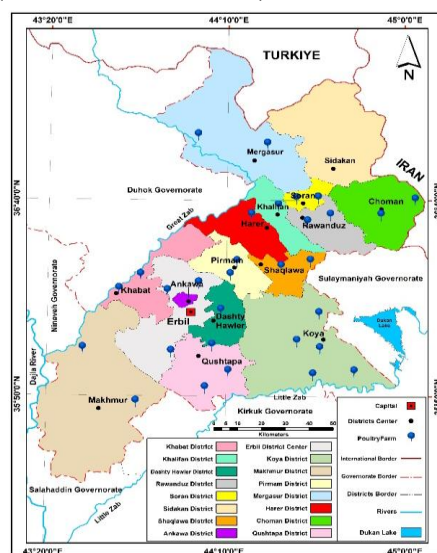 43°20'0"E
44°10'0"E
45°0'0"E
TURKIYE
N
Mergasur
Sidakan
IRAN
Duhok Governorate
36°40'0"N
Soran
Choman
Khalifan
Great Zab
Harer
Rawanduz
Pirmam
Shaqlawa
Sulaymaniyah Governorate
Ankawa
Khabat
Ninavah Governorate
Erbil
Dashty
Hawler
Koya
Dukan
Lake
Dajla River
Qushtapa
35°50'0"N
Makhmur
Little Zab
Kirkuk Governorate
Salahaddin Governorate
Little Zab
0 5 10 20 30 40 50
Kilometers
Khabat District
Khalifan District
Dashty Hawler District
Rawanduz District
Soran District
Sidakan District
Shaqlawa District
Ankawa District
Erbil District Center
Koya District
Makhmur District
Pirmam District
Mergasur District
Harer District
Choman District
Qushtapa District
Capital
Districts Center
PoultryFarm
International Border
Governorate Border
Districts Border
Rivers
Dukan Lake
43°20'0"E
44°10'0"E
45°0'0"E